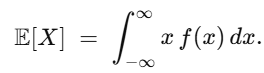 𝔼[X] = ∫_{-∞}^{∞} x f(x) dx.